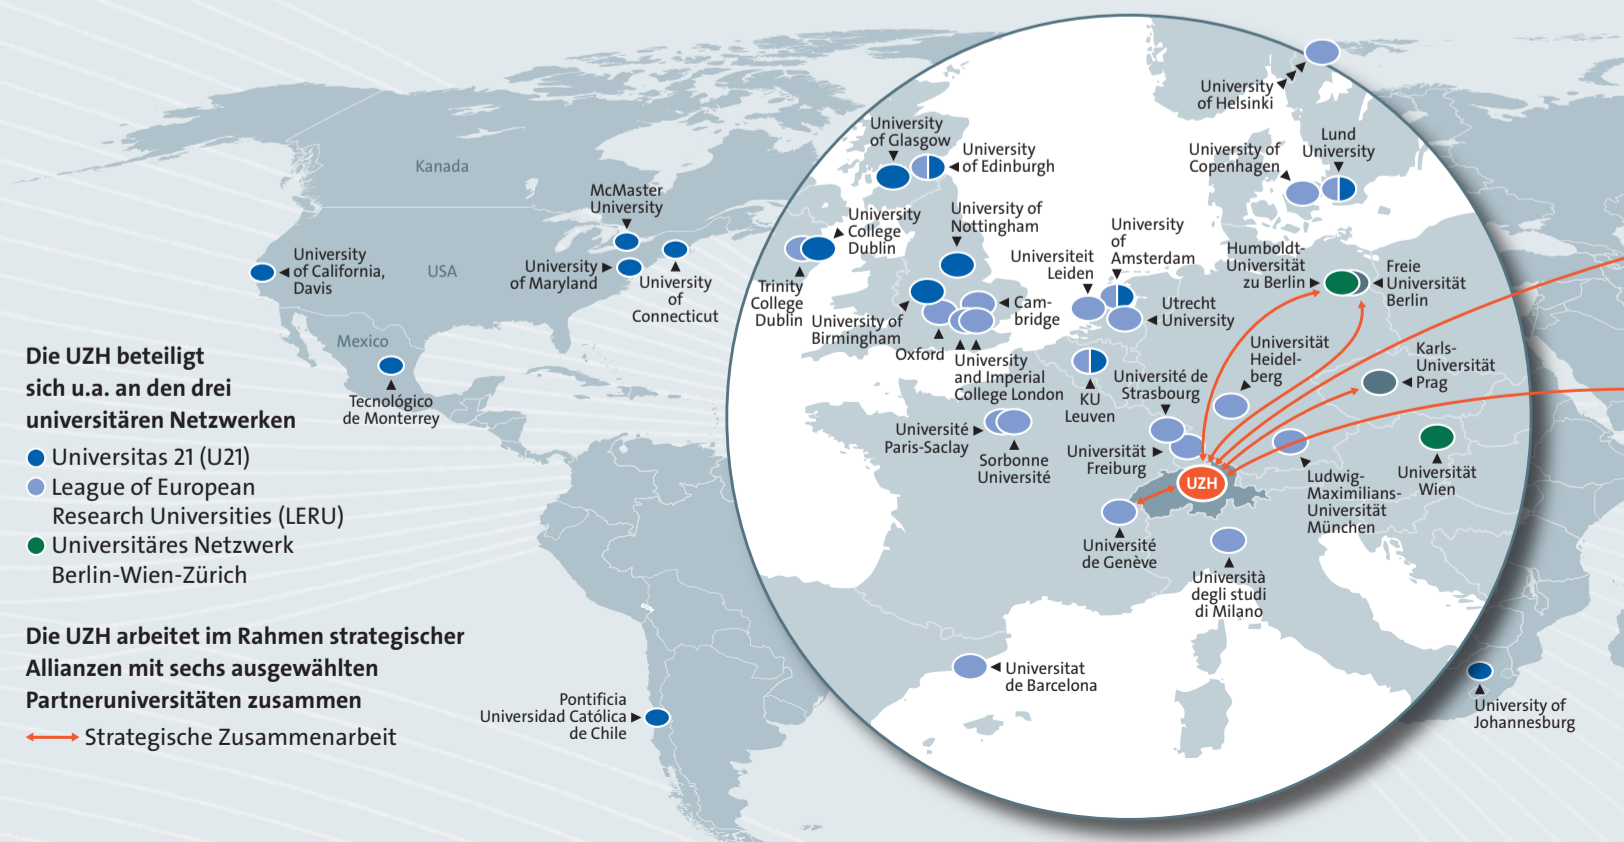 Kanada
USA
Mexico
University
of California,
Davis
McMaster
University
University
of Maryland
University
of
Connecticut
Tecnológico
de Monterrey
Pontificia
Universidad Católica
de Chile
Die UZH beteiligt
sich u.a. an den drei
universitären Netzwerken
Universitas 21 (U21)
League of European
Research Universities (LERU)
Universitäres Netzwerk
Berlin-Wien-Zürich
Die UZH arbeitet im Rahmen strategischer
Allianzen mit sechs ausgewählten
Partneruniversitäten zusammen
Strategische Zusammenarbeit
University
of Helsinki
University
of Glasgow
University
of Edinburgh
Lund
University
University of
Copenhagen
University
College
Dublin
Trinity
College
Dublin
University of
Nottingham
University of
Birmingham
Cam-
bridge
Oxford
University
and Imperial
College London
Universiteit
Leiden
University
of
Amsterdam
Utrecht
University
KU
Leuven
Humboldt-
Universität
zu Berlin
Freie
Universität
Berlin
Universität
Heidel-
berg
Karls-
Universität
Prag
Université de
Strasbourg
Université
Paris-Saclay
Sorbonne
Université
Universität
Freiburg
UZH
Ludwig-
Maximilians-
Universität
München
Universität
Wien
Université
de Genève
Università
degli studi
di Milano
Universitat
de Barcelona
University of
Johannesburg